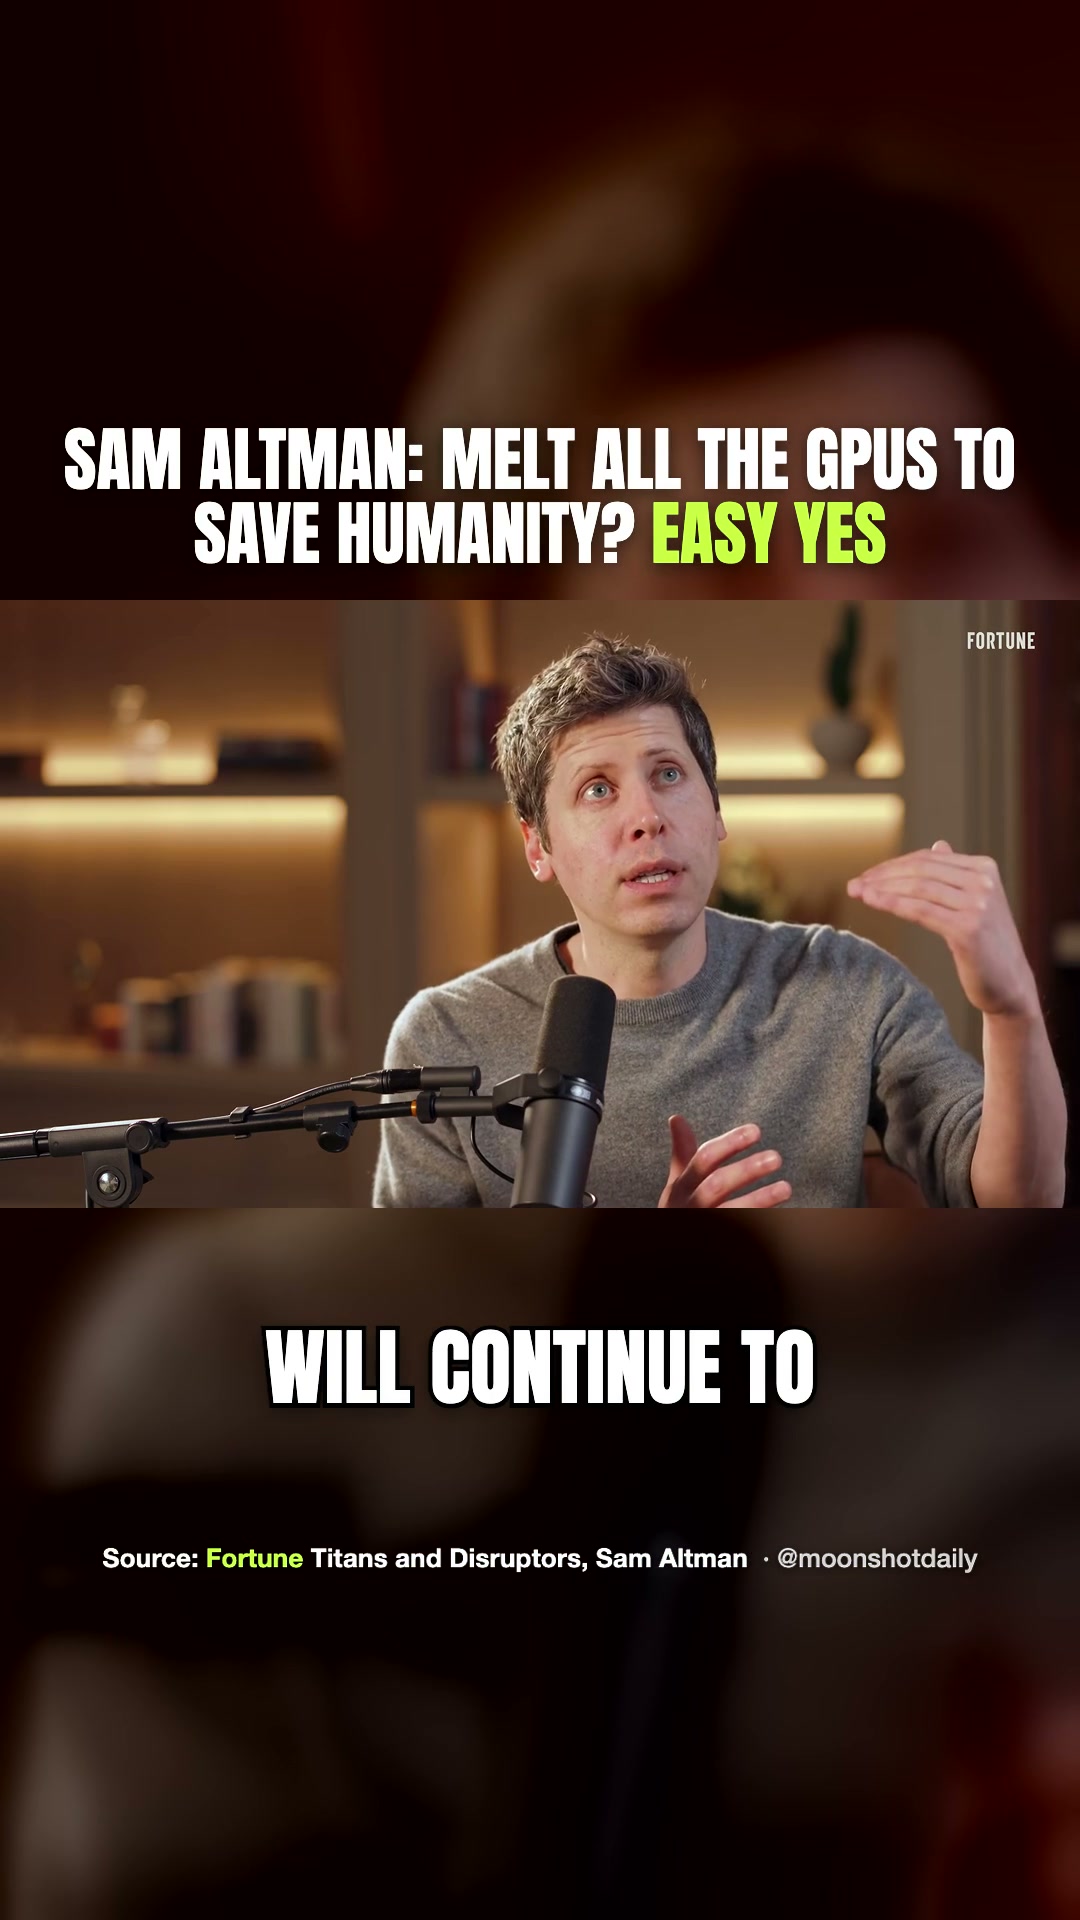 SAM ALTMAN: MELT ALL THE GPUS TO
SAVE HUMANITY? EASY YES
FORTUNE
WILL CONTINUE TO
Source: Fortune Titans and Disruptors, Sam Altman · @moonshotdaily